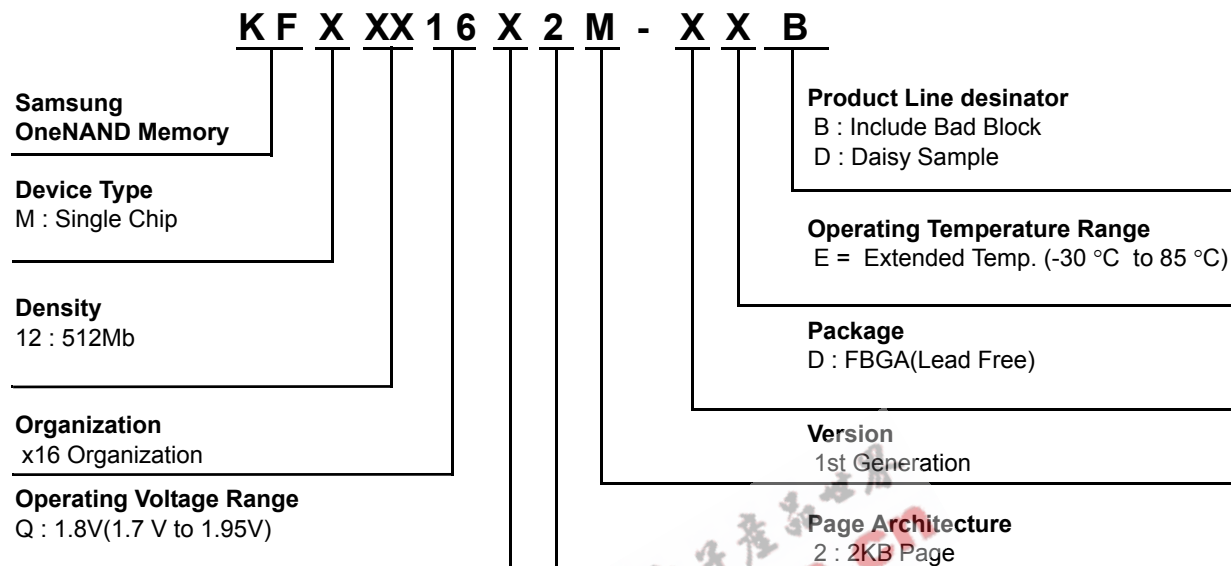 K F X XX 1 6 X 2 M - X X B
Samsung
OneNAND Memory
Device Type
M : Single Chip
Density
12 : 512Mb
Organization
x16 Organization
Operating Voltage Range
Q : 1.8V(1.7 V to 1.95V)
Product Line desinator
B : Include Bad Block
D : Daisy Sample
Operating Temperature Range
E = Extended Temp. (-30 °C to 85 °C)
Package
D : FBGA(Lead Free)
Version
1st Generation
Page Architecture
2 : 2KB Page